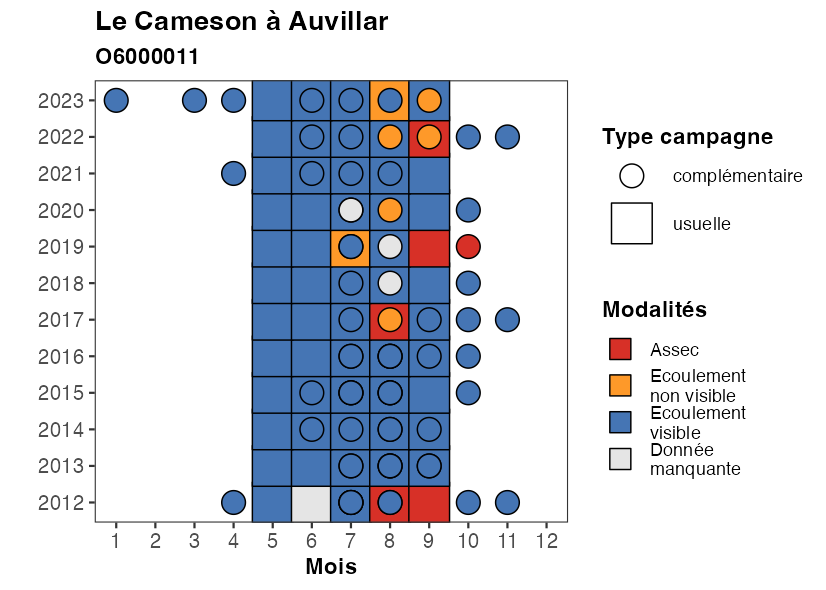 Le Cameson à Auvillar
O6000011
2023
2022
2021
2020
2019
2018
2017
2016
2015
2014
2013
2012
1 2 3 4 5 6 7 8 9 10 11 12
Mois
Type campagne
complémentaire
usuelle
Modalités
Assec
Ecoulement
non visible
Ecoulement
visible
Donnée
manquante